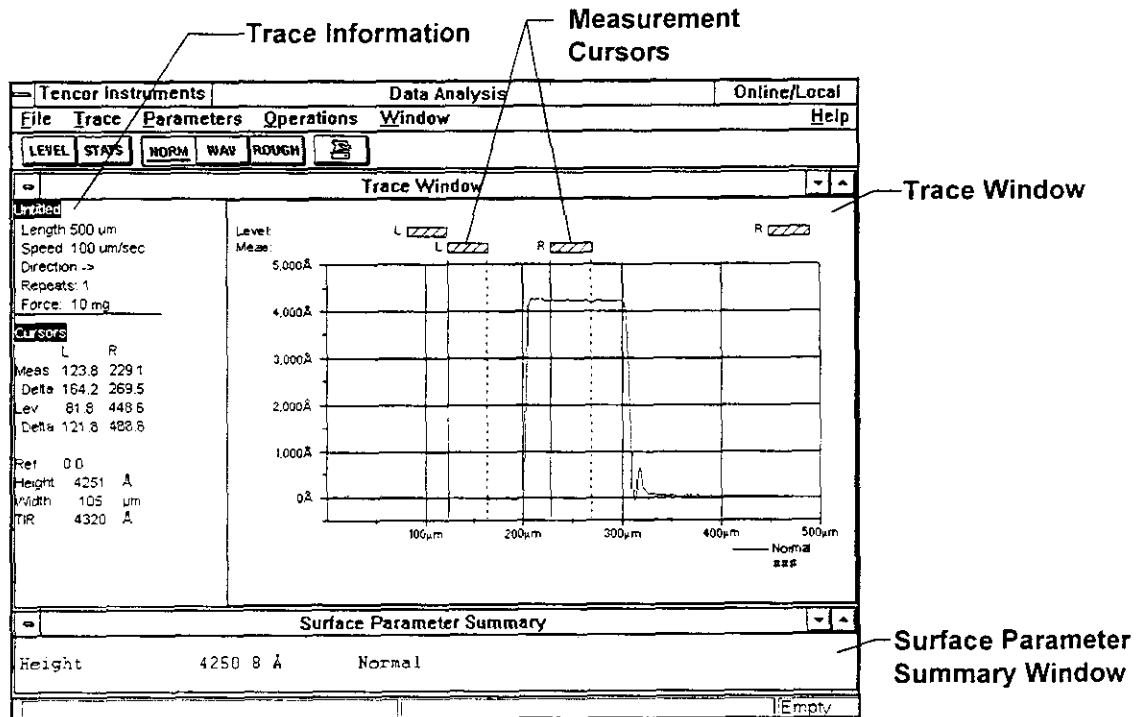 Trace Information
Measurement
Cursors
Tencor Instruments
Data Analysis
Online/Local
File Trace Parameters Operations Window Help
LEVEL STATS NORM WAV ROUGH
Trace Window
Trace Window
Untitled
Length 500 um
Speed 100 um/sec
Direction ->
Repeats: 1
Force: 10 mg
Cursors
L R
Meas 123.8 229.1
Delta 164.2 269.5
Lev 81.8 448.6
Delta 121.8 488.8
Ref 0.0
Height 4251 Å
Width 105 µm
TIR 4320 Å
Level: L R
Meas: L R
5,000Å
4,000Å
3,000Å
2,000Å
1,000Å
0Å
100µm 200µm 300µm 400µm 500µm
Normal
Surface Parameter Summary
Height 4250 8 Å Normal
Surface Parameter
Summary Window
Empty